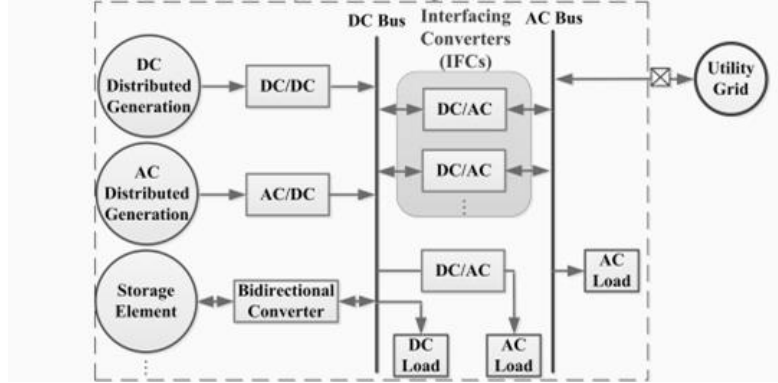 DC Bus
Interfacing
Converters
(IFCs)
AC Bus
DC
Distributed
Generation
DC/DC
DC/AC
Utility
Grid
AC
Distributed
Generation
AC/DC
DC/AC
Storage
Element
Bidirectional
Converter
DC/AC
AC
Load
DC
Load
AC
Load